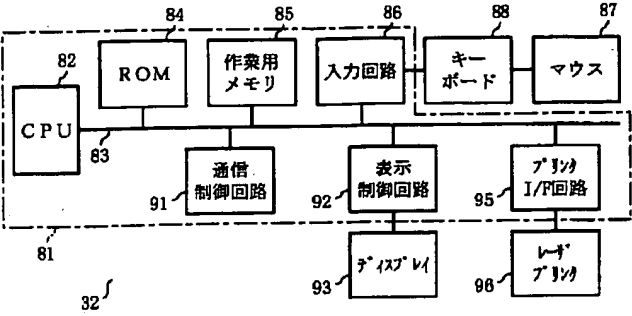 84
85
86
88
87
82
ROM
作業用
メモリ
入力回路
キー
ボード
マウス
CPU
83
通信
制御回路
91
表示
制御回路
92
プリンタ
I/F回路
95
81
ディスプレイ
93
レーザ
プリンタ
96
32